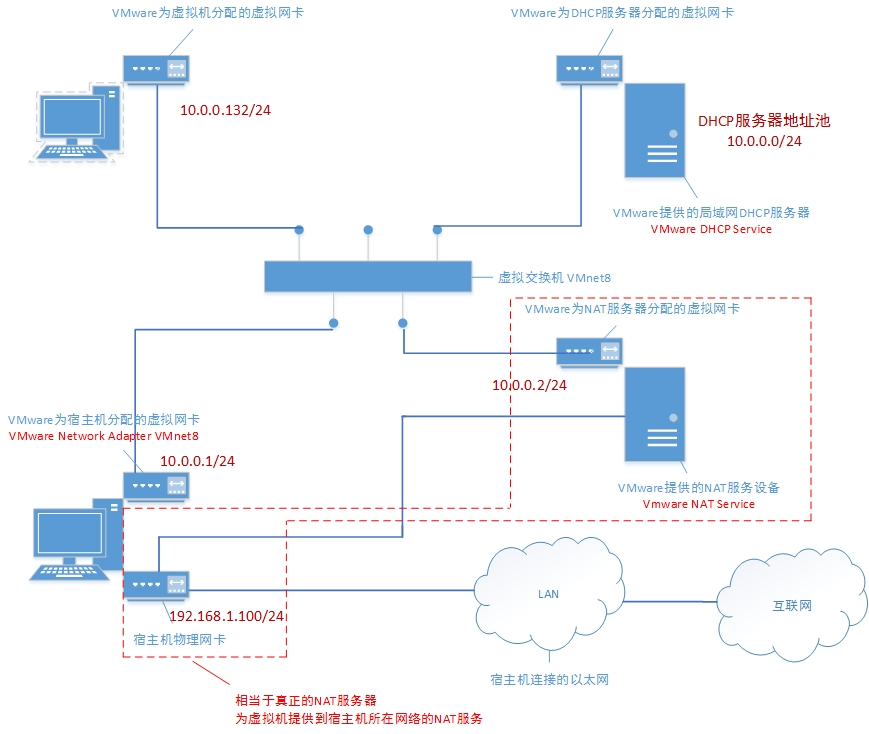 VMware为虚拟机分配的虚拟网卡
VMware为DHCP服务器分配的虚拟网卡
10.0.0.132/24
DHCP服务器地址池
10.0.0.0/24
VMware提供的局域网DHCP服务器
VMware DHCP Service
虚拟交换机 VMnet8
VMware为NAT服务器分配的虚拟网卡
10.0.0.2/24
VMware为宿主机分配的虚拟网卡
VMware Network Adapter VMnet8
10.0.0.1/24
VMware提供的NAT服务设备
Vmware NAT Service
LAN
互联网
192.168.1.100/24
宿主机物理网卡
宿主机连接的以太网
相当于真正的NAT服务器
为虚拟机提供到宿主机所在网络的NAT服务